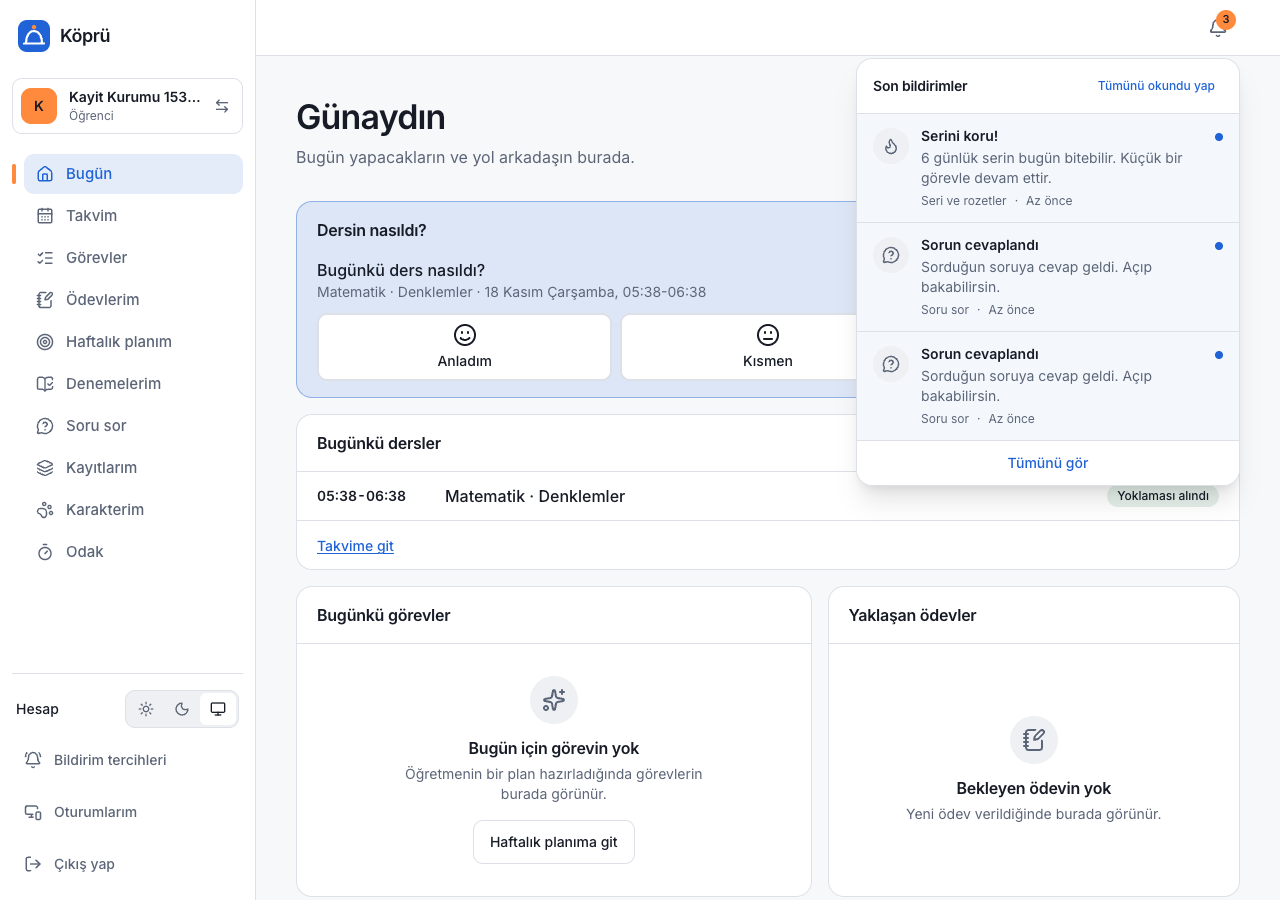 Köprü
K
Kayit Kurumu 153...
Öğrenci
Bugün
Takvim
Görevler
Ödevlerim
Haftalık planım
Denemelerim
Soru sor
Kayıtlarım
Karakterim
Odak
Hesap
Bildirim tercihleri
Oturumlarım
Çıkış yap
3
Günaydın
Bugün yapacakların ve yol arkadaşın burada.
Dersin nasıldı?
Bugünkü ders nasıldı?
Matematik · Denklemler · 18 Kasım Çarşamba, 05:38-06:38
Anladım
Kısmen
Son bildirimler
Tümünü okundu yap
Serini koru!
6 günlük serin bugün bitebilir. Küçük bir
görevle devam ettir.
Seri ve rozetler · Az önce
Sorun cevaplandı
Sorduğun soruya cevap geldi. Açıp
bakabilirsin.
Soru sor · Az önce
Sorun cevaplandı
Sorduğun soruya cevap geldi. Açıp
bakabilirsin.
Soru sor · Az önce
Tümünü gör
Bugünkü dersler
05:38-06:38 Matematik · Denklemler Yoklaması alındı
Takvime git
Bugünkü görevler
Bugün için görevin yok
Öğretmenin bir plan hazırladığında görevlerin
burada görünür.
Haftalık planıma git
Yaklaşan ödevler
Bekleyen ödevin yok
Yeni ödev verildiğinde burada görünür.